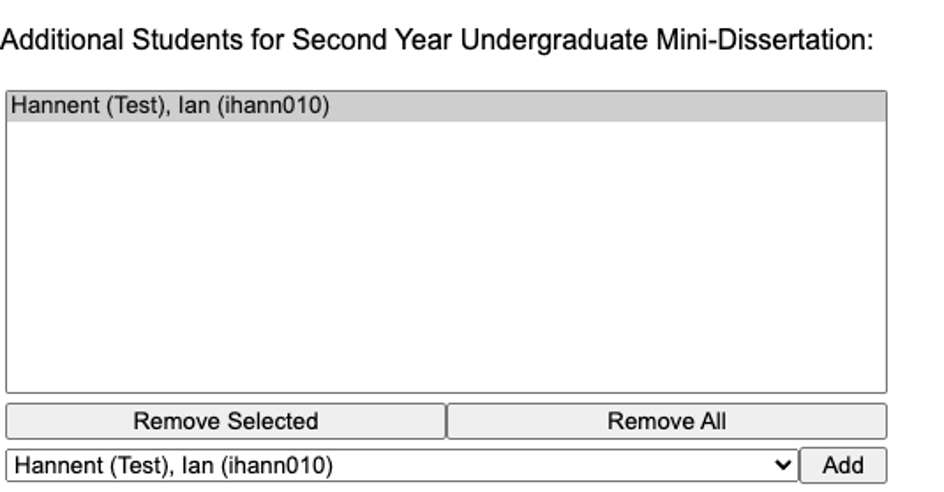 Additional Students for Second Year Undergraduate Mini-Dissertation:
Hannent (Test), Ian (ihann010)
Remove Selected Remove All
Hannent (Test), Ian (ihann010) Add